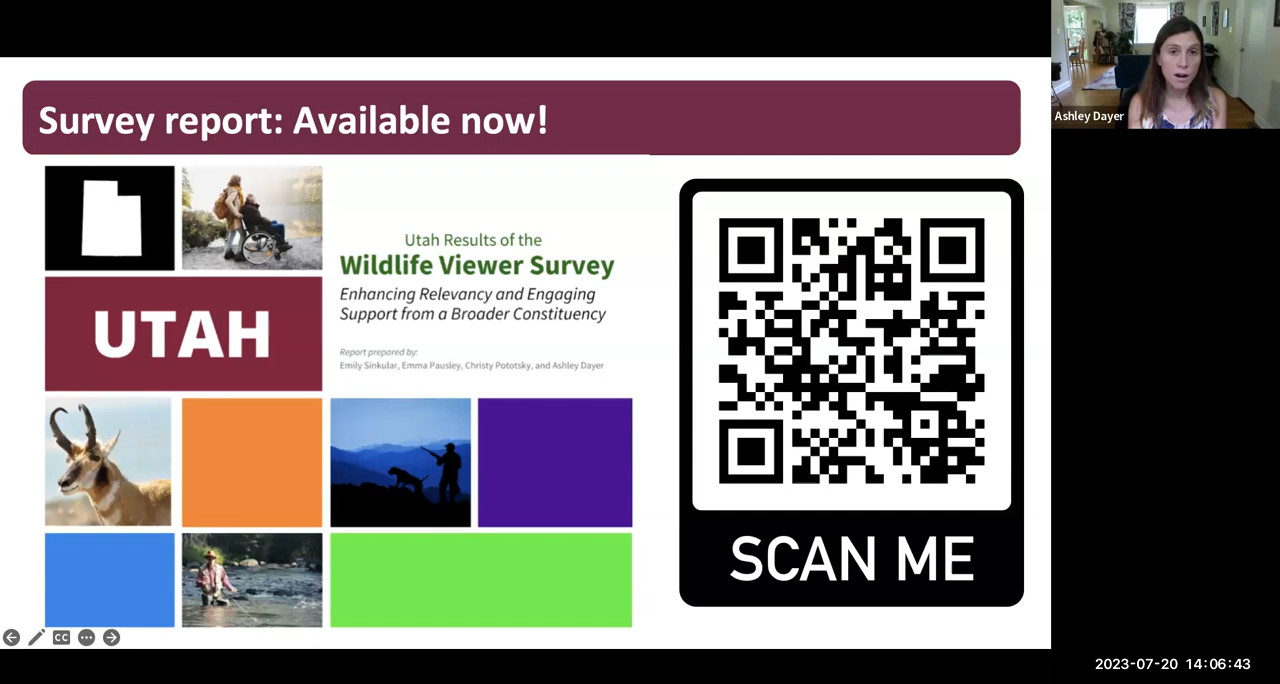 Survey report: Available now!
Ashley Dayer
Utah Results of the
Wildlife Viewer Survey
Enhancing Relevancy and Engaging
Support from a Broader Constituency
UTAH
Report prepared by:
Emily Sinkular, Emma Pausley, Christy Pototsky, and Ashley Dayer
SCAN ME
CC
2023-07-20 14:06:43